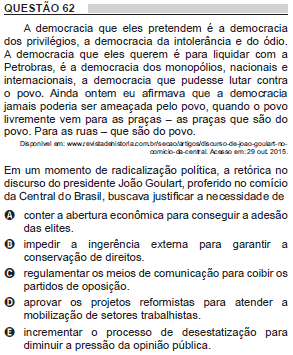 QUESTÃO 62
A democracia que eles pretendem é a democracia
dos privilégios, a democracia da intolerância e do ódio.
A democracia que eles querem é para liquidar com a
Petrobras, é a democracia dos monopólios, nacionais e
internacionais, a democracia que pudesse lutar contra
o povo. Ainda ontem eu afirmava que a democracia
jamais poderia ser ameaçada pelo povo, quando o povo
livremente vem para as praças – as praças que são do
povo. Para as ruas – que são do povo.
Disponível em: www.revistadehistoria.com.br/secao/artigos/discurso-de-joao-goulart-no-
comicio-da-central. Acesso em: 29 out. 2015.
Em um momento de radicalização política, a retórica no
discurso do presidente João Goulart, proferido no comício
da Central do Brasil, buscava justificar a necessidade de
A conter a abertura econômica para conseguir a adesão
das elites.
B impedir a ingerência externa para garantir a
conservação de direitos.
C regulamentar os meios de comunicação para coibir os
partidos de oposição.
D aprovar os projetos reformistas para atender a
mobilização de setores trabalhistas.
E incrementar o processo de desestatização para
diminuir a pressão da opinião pública.